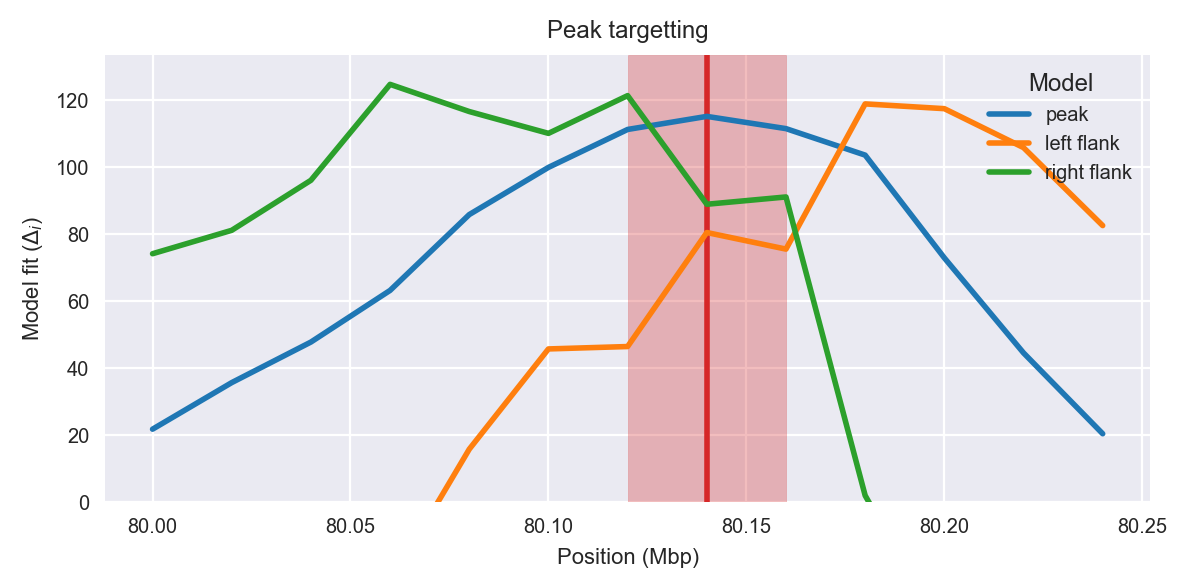 Peak targetting
Model
peak
left flank
right flank
Model fit (Δi)
120
100
80
60
40
20
0
80.00 80.05 80.10 80.15 80.20 80.25
Position (Mbp)